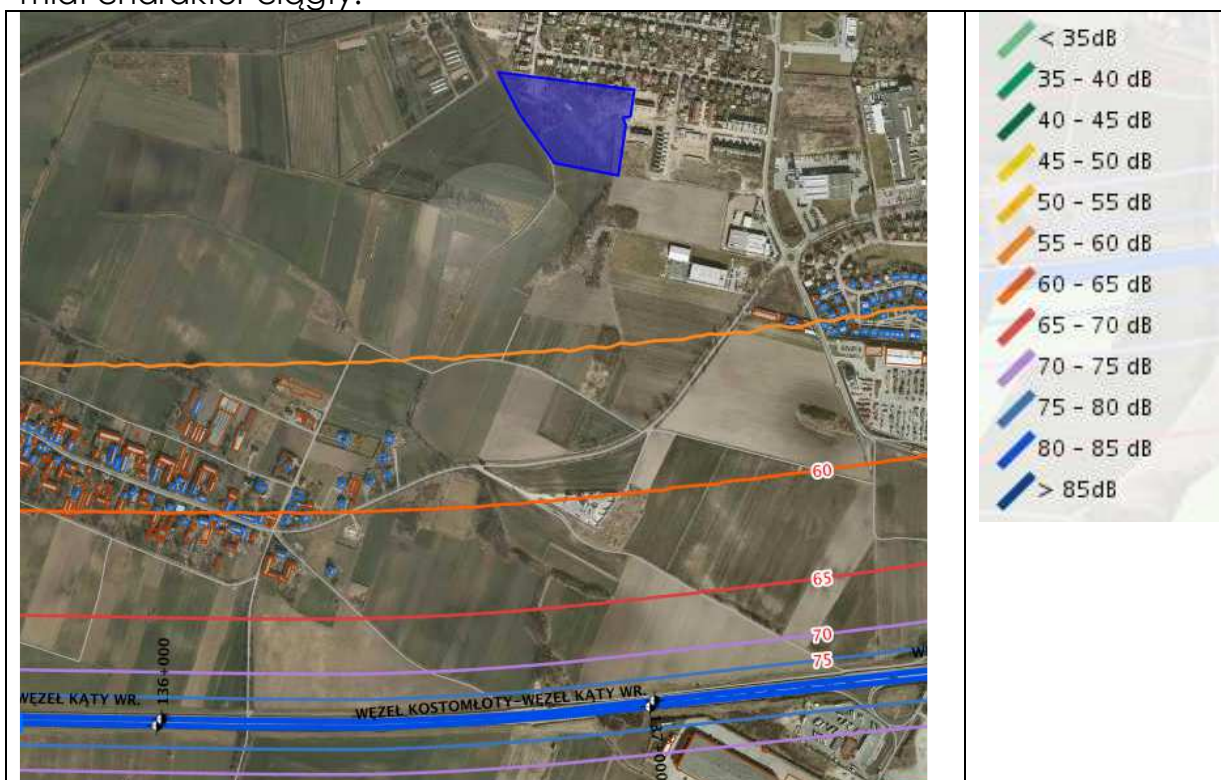 miał charakter ciągły.
60
65
70
75
136+000
WĘZEŁ KĄTY WR.
WĘZEŁ KOSTOMŁOTY-WĘZEŁ KĄTY WR.
W
137+000
< 35dB
35 - 40 dB
40 - 45 dB
45 - 50 dB
50 - 55 dB
55 - 60 dB
60 - 65 dB
65 - 70 dB
70 - 75 dB
75 - 80 dB
80 - 85 dB
> 85dB